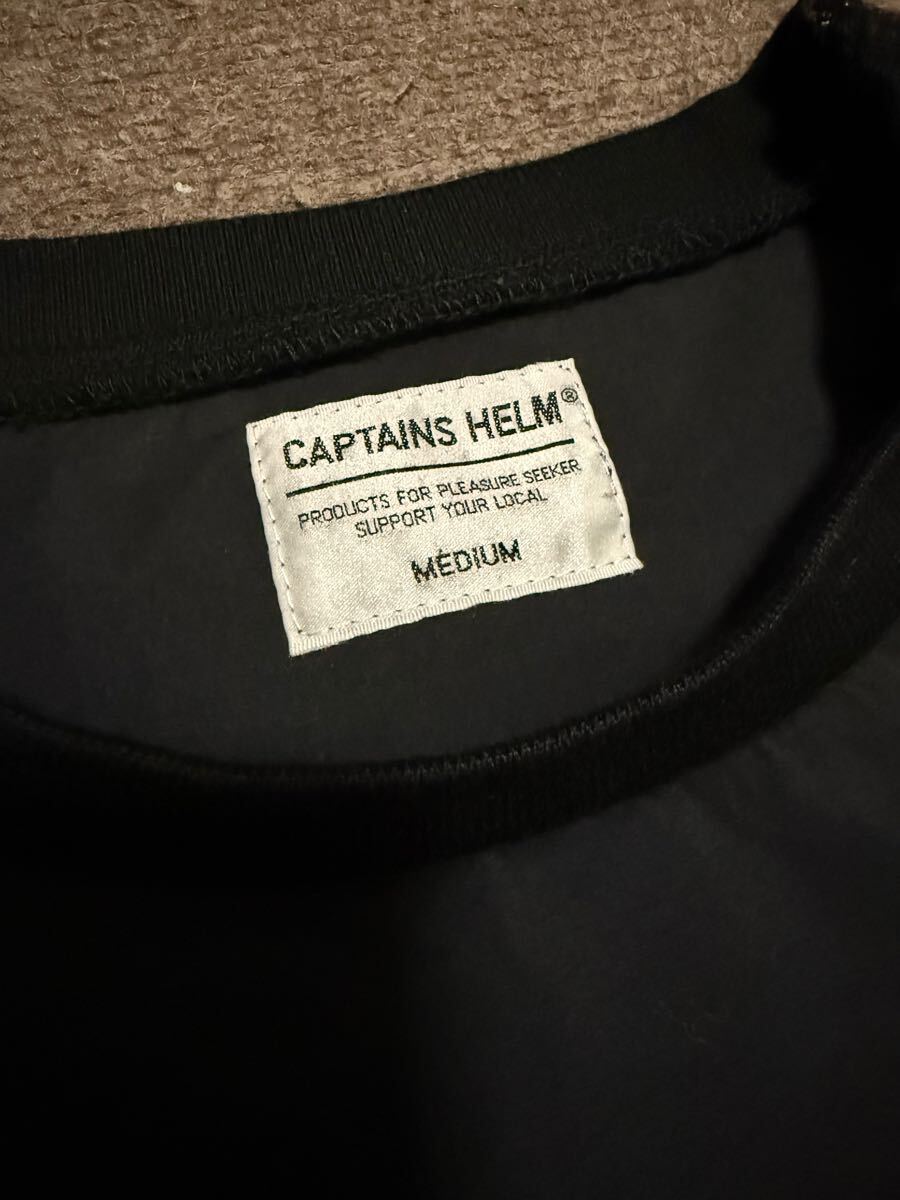 CAPTAINS HELM®
PRODUCTS FOR PLEASURE SEEKER
SUPPORT YOUR LOCAL
MEDIUM